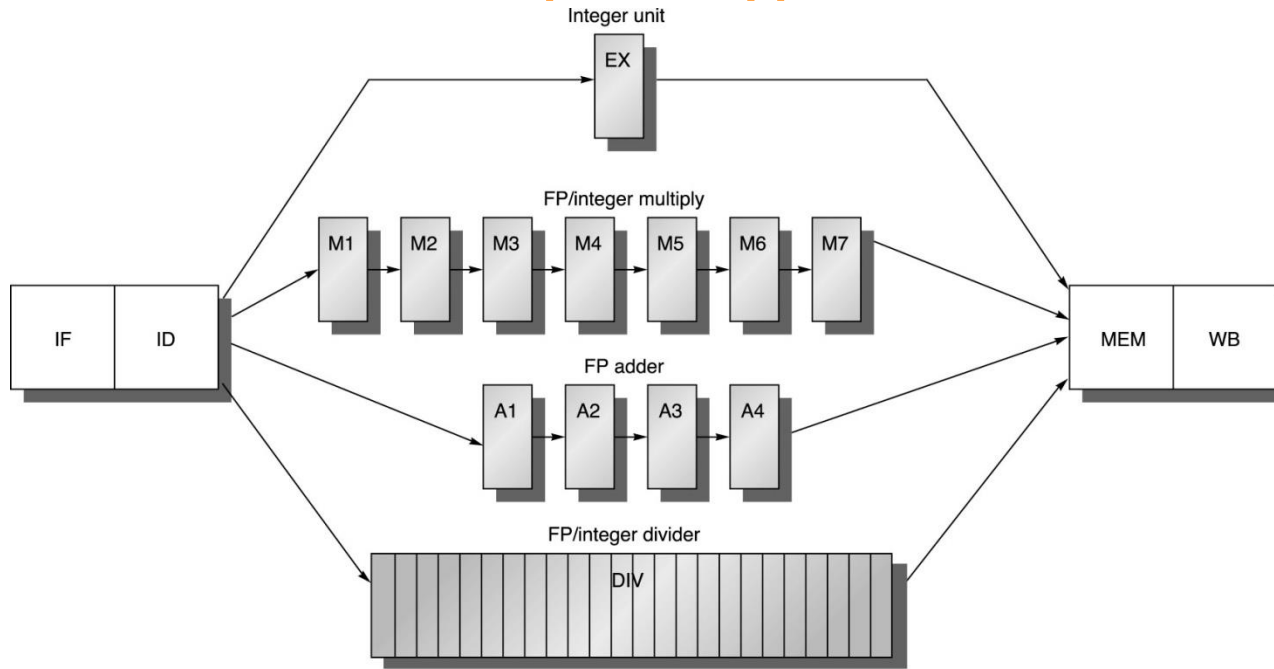 Integer unit
EX
FP/integer multiply
M1 M2 M3 M4 M5 M6 M7
IF ID
MEM WB
FP adder
A1 A2 A3 A4
FP/integer divider
DIV